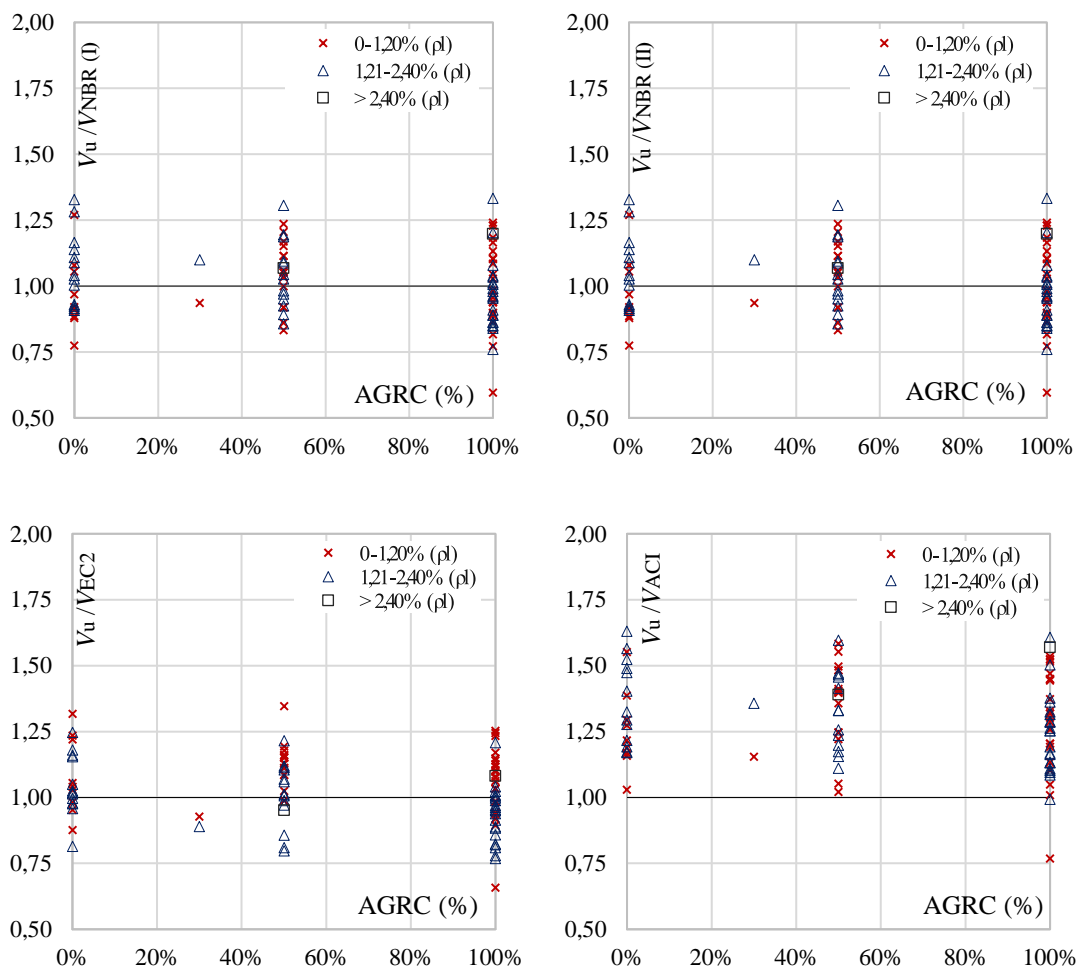 2,00
1,75
1,50
1,25
1,00
0,75
0,50
Vu /VNBR (I)
0-1,20% (ρl)
1,21-2,40% (ρl)
> 2,40% (ρl)
AGRC (%)
0% 20% 40% 60% 80% 100%
2,00
1,75
1,50
1,25
1,00
0,75
0,50
Vu /VNBR (II)
0-1,20% (ρl)
1,21-2,40% (ρl)
> 2,40% (ρl)
AGRC (%)
0% 20% 40% 60% 80% 100%
2,00
1,75
1,50
1,25
1,00
0,75
0,50
Vu /VEC2
0-1,20% (ρl)
1,21-2,40% (ρl)
> 2,40% (ρl)
AGRC (%)
0% 20% 40% 60% 80% 100%
2,00
1,75
1,50
1,25
1,00
0,75
0,50
Vu /VACI
0-1,20% (ρl)
1,21-2,40% (ρl)
> 2,40% (ρl)
AGRC (%)
0% 20% 40% 60% 80% 100%